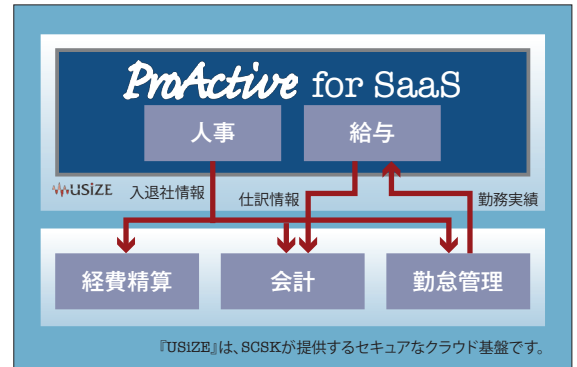 ProActive for SaaS
人事 給与
USiZE 入退社情報 仕訳情報 勤務実績
経費精算 会計 勤怠管理
『USiZE』は、SCSKが提供するセキュアなクラウド基盤です。